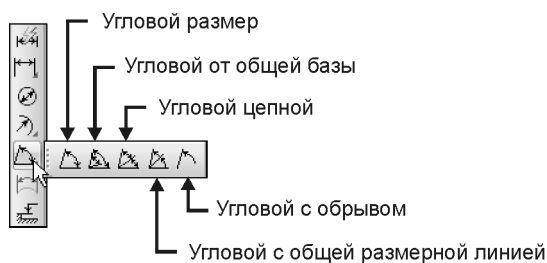 Угловой размер
Угловой от общей базы
Угловой цепной
Угловой с обрывом
Угловой с общей размерной линией